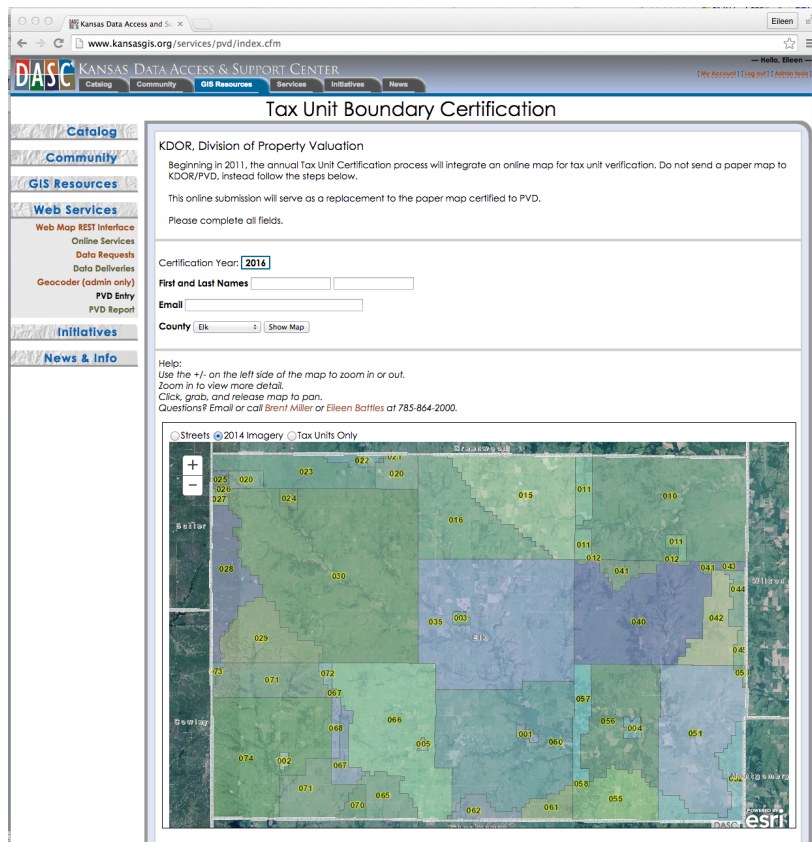 Kansas Data Access and Su ×
Eileen
www.kansasgis.org/services/pvd/index.cfm
— Hello, Eileen —
DASC KANSAS DATA ACCESS & SUPPORT CENTER
[My Account] [Log out] [Admin tools]
Catalog Community GIS Resources Services Initiatives News
Tax Unit Boundary Certification
Catalog
Community
GIS Resources
Web Services
Web Map REST Interface
Online Services
Data Requests
Data Deliveries
Geocoder (admin only)
PVD Entry
PVD Report
Initiatives
News & Info
KDOR, Division of Property Valuation
Beginning in 2011, the annual Tax Unit Certification process will integrate an online map for tax unit verification. Do not send a paper map to
KDOR/PVD, instead follow the steps below.
This online submission will serve as a replacement to the paper map certified to PVD.
Please complete all fields.
Certification Year: 2016
First and Last Names
Email
County Elk Show Map
Help:
Use the +/- on the left side of the map to zoom in or out.
Zoom in to view more detail.
Click, grab, and release map to pan.
Questions? Email or call Brent Miller or Eileen Battles at 785-864-2000.
Streets 2014 Imagery Tax Units Only
Greenwood
+
−
022 021
023 020
025 020
026
027 024
015 011 010
016
Butler
011 011
012 012
028 030 041 041 043
Wilson
044
035 003 040 042
Elk
029
045
073 071 072
067
057
Cowley
068 066 056 004 051
005 001 060
074 002 067
Montgomery
071 065 058
070 062 061 055
POWERED BY
DASC esri